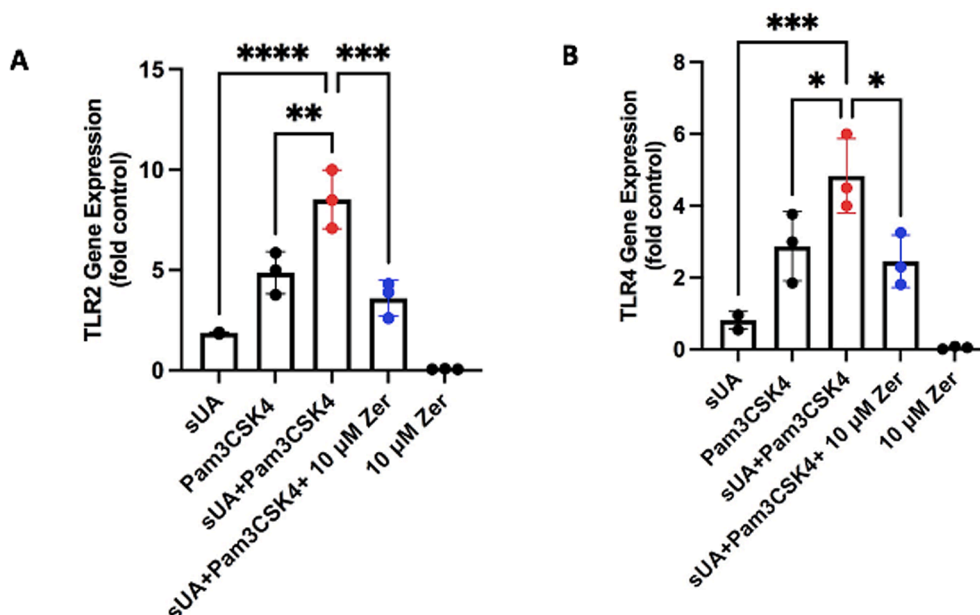 A
TLR2 Gene Expression
(fold control)
15
10
5
0
****
***
**
sUA
Pam3CSK4
sUA+Pam3CSK4
sUA+Pam3CSK4+ 10 µM Zer
10 µM Zer
B
TLR4 Gene Expression
(fold control)
8
6
4
2
0
***
*
*
sUA
Pam3CSK4
sUA+Pam3CSK4
sUA+Pam3CSK4+ 10 µM Zer
10 µM Zer